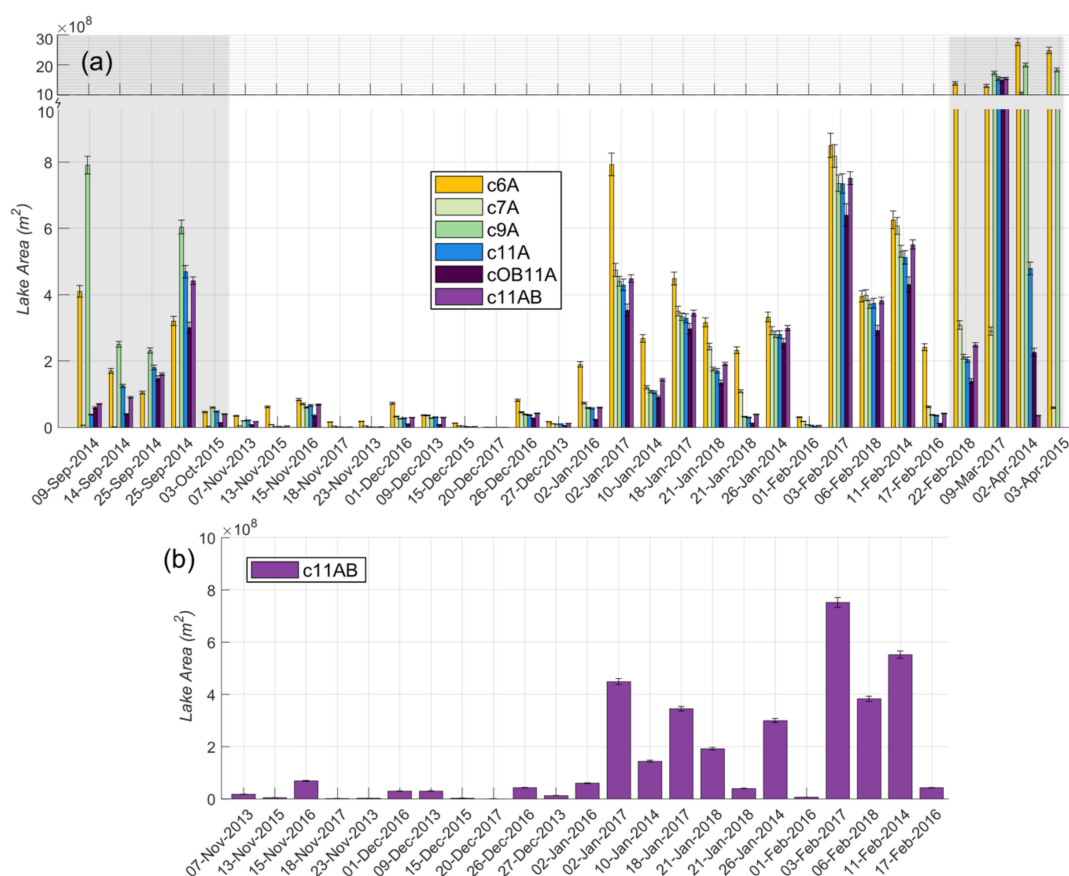 ×10⁸
(a)
30
20
10
10
8
6
4
2
0
Lake Area (m²)
c6A
c7A
c9A
c11A
cOB11A
c11AB
09-Sep-2014
14-Sep-2014
25-Sep-2014
25-Sep-2014
03-Oct-2015
07-Nov-2013
13-Nov-2015
15-Nov-2016
18-Nov-2017
23-Nov-2013
01-Dec-2016
09-Dec-2013
15-Dec-2015
20-Dec-2017
26-Dec-2016
27-Dec-2013
02-Jan-2016
02-Jan-2017
10-Jan-2014
18-Jan-2017
21-Jan-2018
21-Jan-2018
26-Jan-2014
01-Feb-2016
03-Feb-2017
06-Feb-2018
11-Feb-2014
17-Feb-2016
22-Feb-2018
09-Mar-2017
02-Apr-2014
03-Apr-2015
(b)
×10⁸
10
8
6
4
2
0
Lake Area (m²)
c11AB
07-Nov-2013
13-Nov-2015
15-Nov-2016
18-Nov-2017
23-Nov-2013
01-Dec-2016
09-Dec-2013
15-Dec-2015
20-Dec-2017
26-Dec-2016
27-Dec-2013
02-Jan-2016
02-Jan-2017
10-Jan-2014
18-Jan-2017
21-Jan-2018
21-Jan-2018
26-Jan-2014
01-Feb-2016
03-Feb-2017
06-Feb-2018
11-Feb-2014
17-Feb-2016